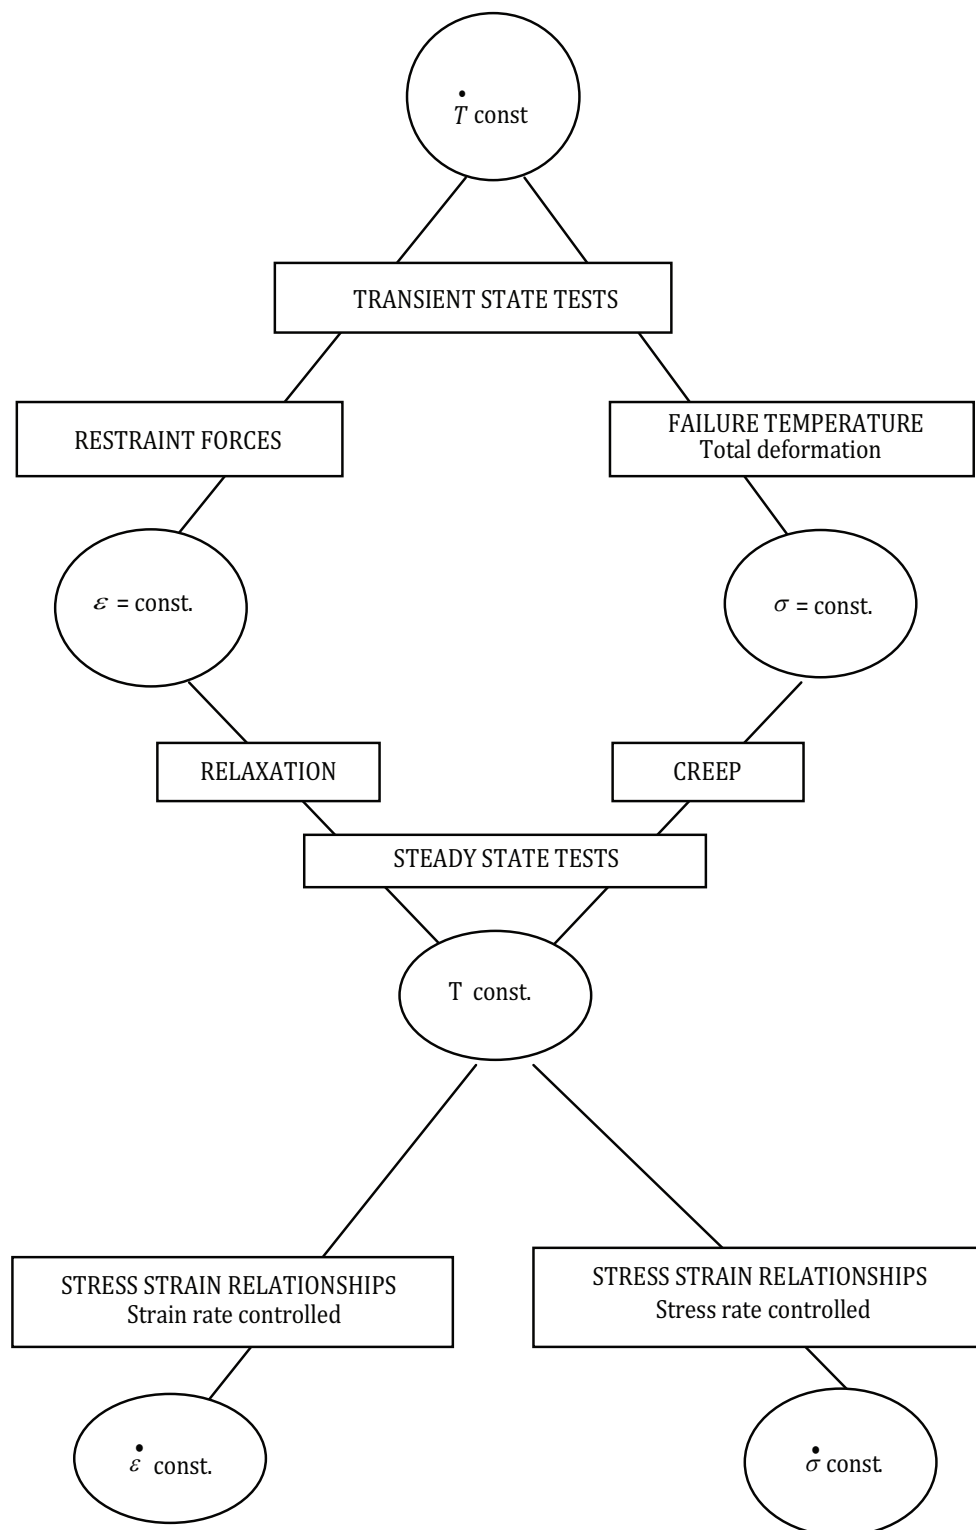 Ṫ const
TRANSIENT STATE TESTS
RESTRAINT FORCES
FAILURE TEMPERATURE
Total deformation
ε = const.
σ = const.
RELAXATION
CREEP
STEADY STATE TESTS
T const.
STRESS STRAIN RELATIONSHIPS
Strain rate controlled
STRESS STRAIN RELATIONSHIPS
Stress rate controlled
ε̇ const.
σ̇ const.